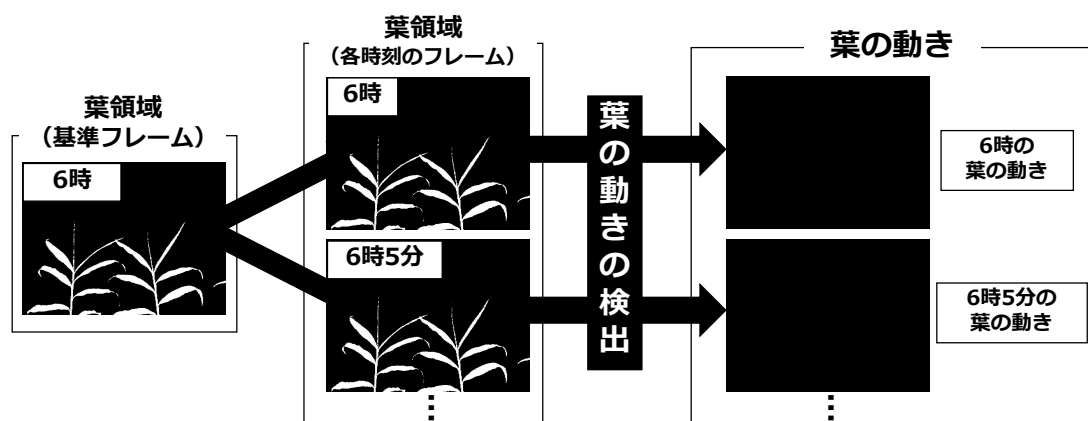 葉領域
（基準フレーム）
6時
葉領域
（各時刻のフレーム）
6時
6時5分
葉の動きの検出
葉の動き
6時の
葉の動き
6時5分の
葉の動き